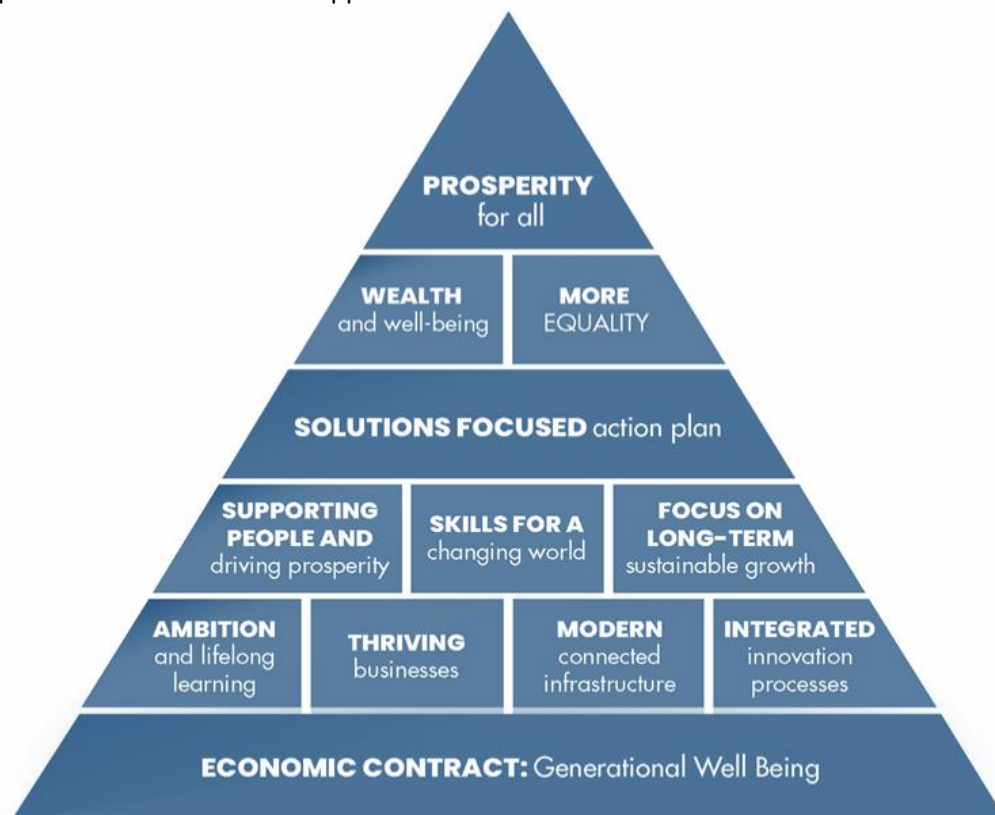 PROSPERITY
for all
WEALTH
and well-being
MORE
EQUALITY
SOLUTIONS FOCUSED action plan
SUPPORTING
PEOPLE AND
driving prosperity
SKILLS FOR A
changing world
FOCUS ON
LONG-TERM
sustainable growth
AMBITION
and lifelong
learning
THRIVING
businesses
MODERN
connected
infrastructure
INTEGRATED
innovation
processes
ECONOMIC CONTRACT: Generational Well Being